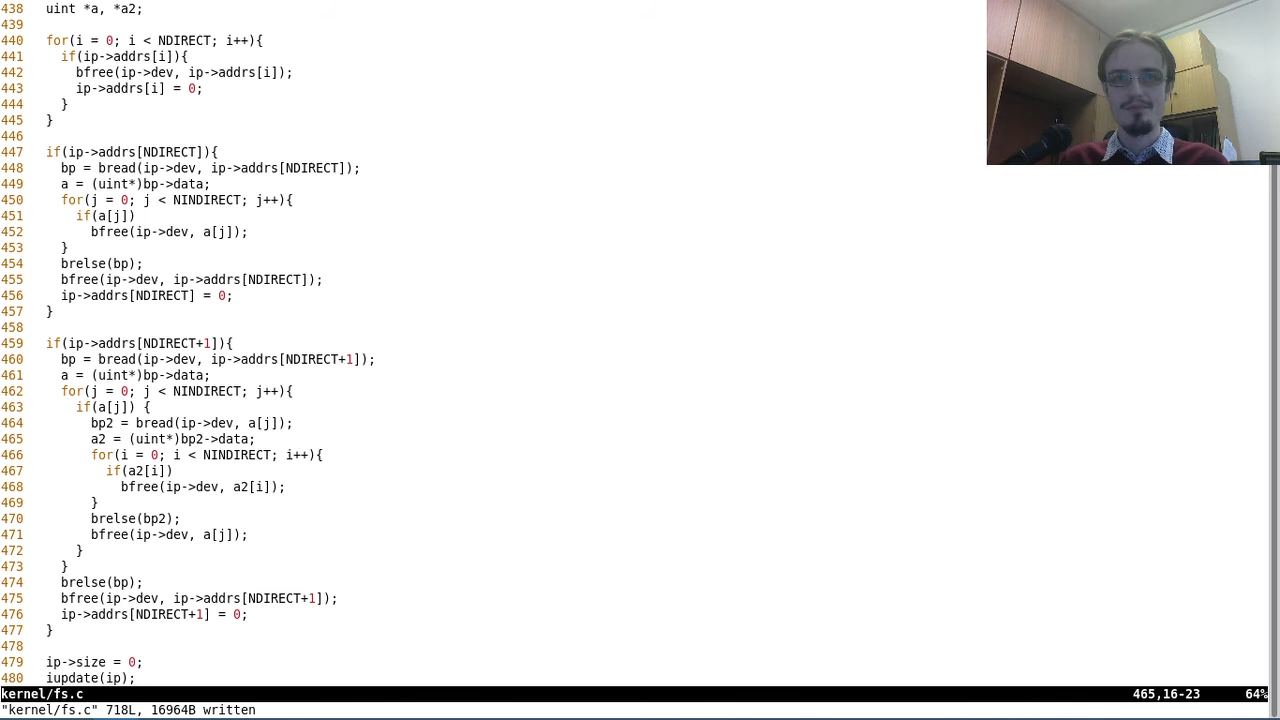 438   uint *a, *a2;
439
440   for(i = 0; i < NDIRECT; i++){
441     if(ip->addrs[i]){
442       bfree(ip->dev, ip->addrs[i]);
443       ip->addrs[i] = 0;
444     }
445   }
446
447   if(ip->addrs[NDIRECT]){
448     bp = bread(ip->dev, ip->addrs[NDIRECT]);
449     a = (uint*)bp->data;
450     for(j = 0; j < NINDIRECT; j++){
451       if(a[j])
452         bfree(ip->dev, a[j]);
453     }
454     brelse(bp);
455     bfree(ip->dev, ip->addrs[NDIRECT]);
456     ip->addrs[NDIRECT] = 0;
457   }
458
459   if(ip->addrs[NDIRECT+1]){
460     bp = bread(ip->dev, ip->addrs[NDIRECT+1]);
461     a = (uint*)bp->data;
462     for(j = 0; j < NINDIRECT; j++){
463       if(a[j]) {
464         bp2 = bread(ip->dev, a[j]);
465         a2 = (uint*)bp2->data;
466         for(i = 0; i < NINDIRECT; i++){
467           if(a2[i])
468             bfree(ip->dev, a2[i]);
469         }
470         brelse(bp2);
471         bfree(ip->dev, a[j]);
472       }
473     }
474     brelse(bp);
475     bfree(ip->dev, ip->addrs[NDIRECT+1]);
476     ip->addrs[NDIRECT+1] = 0;
477   }
478
479   ip->size = 0;
480   iupdate(ip);
kernel/fs.c 465,16-23 64%
"kernel/fs.c" 718L, 16964B written